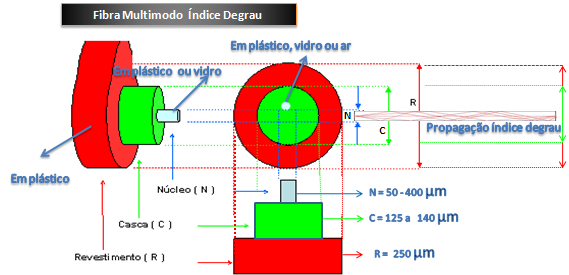 Fibra Multimodo Índice Degrau
Em plástico, vidro ou ar
Em plástico ou vidro
R
N
C
Propagação índice degrau
Em plástico
Núcleo ( N )
N = 50 - 400 µm
Casca ( C )
C = 125 a 140 µm
Revestimento ( R )
R = 250 µm